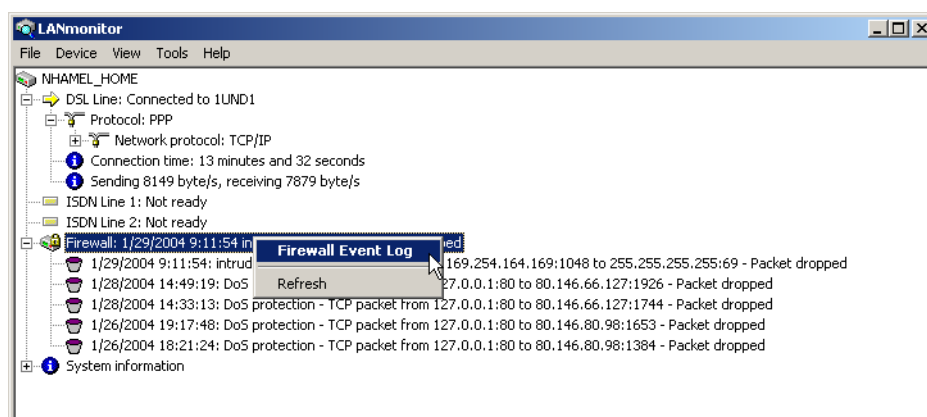 LANmonitor
File Device View Tools Help
NHAMEL_HOME
DSL Line: Connected to 1UND1
Protocol: PPP
Network protocol: TCP/IP
Connection time: 13 minutes and 32 seconds
Sending 8149 byte/s, receiving 7879 byte/s
ISDN Line 1: Not ready
ISDN Line 2: Not ready
Firewall: 1/29/2004 9:11:54 in
Firewall Event Log
Refresh
1/29/2004 9:11:54: intrud 169.254.164.169:1048 to 255.255.255.255:69 - Packet dropped
1/28/2004 14:49:19: DoS 127.0.0.1:80 to 80.146.66.127:1926 - Packet dropped
1/28/2004 14:33:13: DoS protection - TCP packet from 127.0.0.1:80 to 80.146.66.127:1744 - Packet dropped
1/26/2004 19:17:48: DoS protection - TCP packet from 127.0.0.1:80 to 80.146.80.98:1653 - Packet dropped
1/26/2004 18:21:24: DoS protection - TCP packet from 127.0.0.1:80 to 80.146.80.98:1384 - Packet dropped
System information